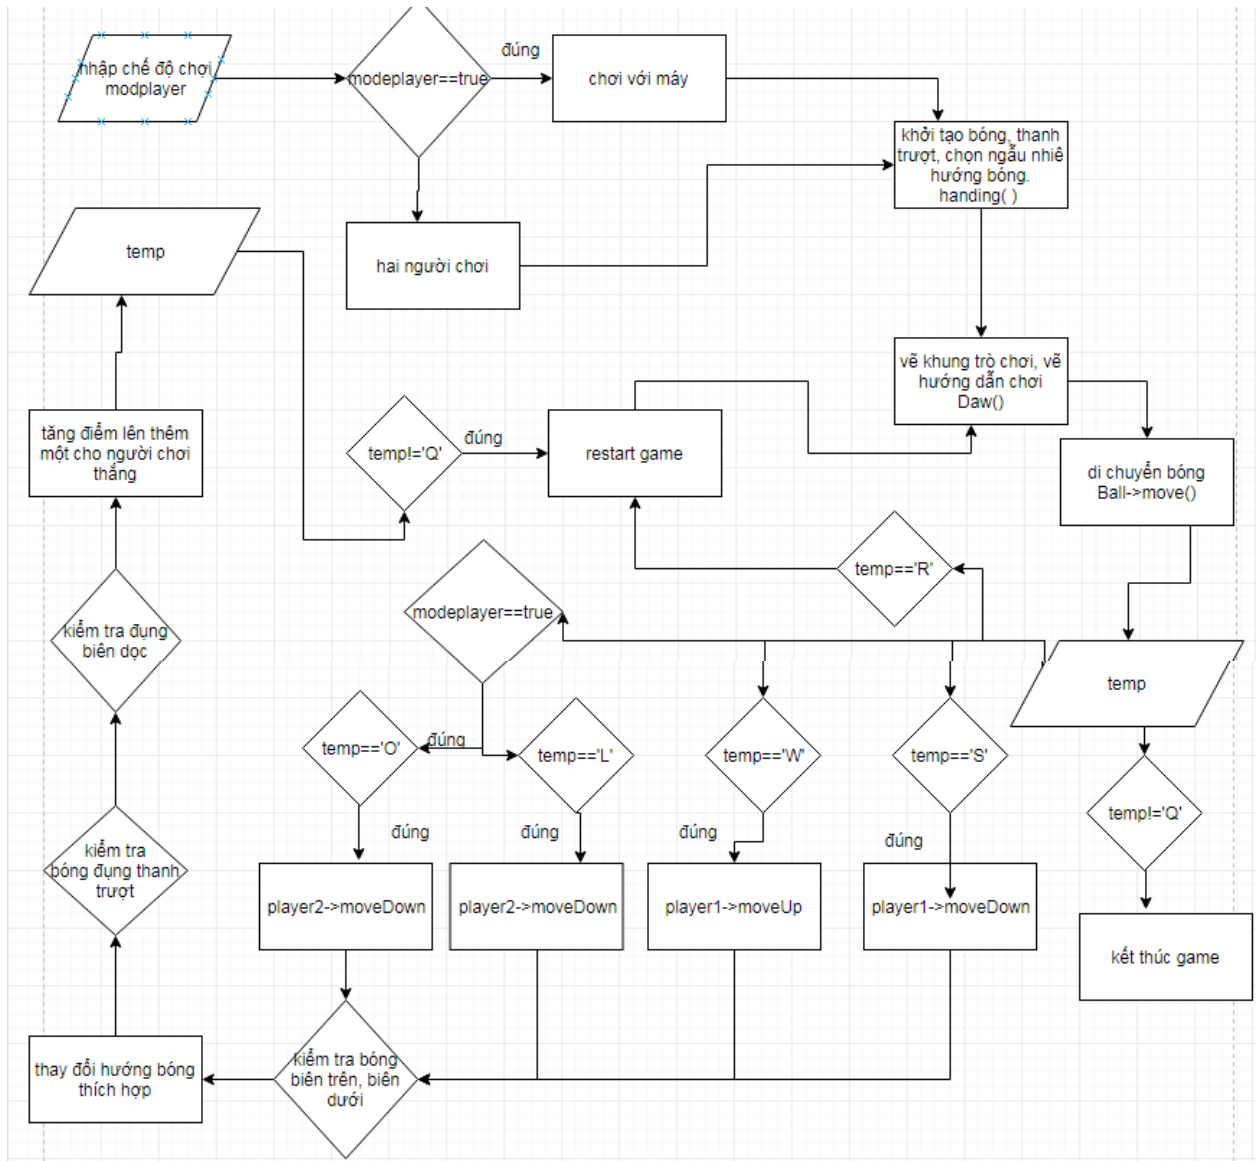 nhập chế độ chơi
modplayer
modeplayer==true
đúng
chơi với máy
khởi tạo bóng, thanh
trượt, chọn ngẫu nhiê
hướng bóng.
handing( )
temp
hai người chơi
vẽ khung trò chơi, vẽ
hướng dẫn chơi
Daw()
tăng điểm lên thêm
một cho người chơi
thắng
temp!='Q'
đúng
restart game
di chuyển bóng
Ball->move()
temp=='R'
modeplayer==true
kiểm tra đụng
biên dọc
temp
temp=='O'
đúng
temp=='L'
temp=='W'
temp=='S'
temp!='Q'
đúng
đúng
đúng
đúng
kiểm tra
bóng đụng thanh
trượt
player2->moveDown
player2->moveDown
player1->moveUp
player1->moveDown
kết thúc game
thay đổi hướng bóng
thích hợp
kiểm tra bóng
biên trên, biên
dưới